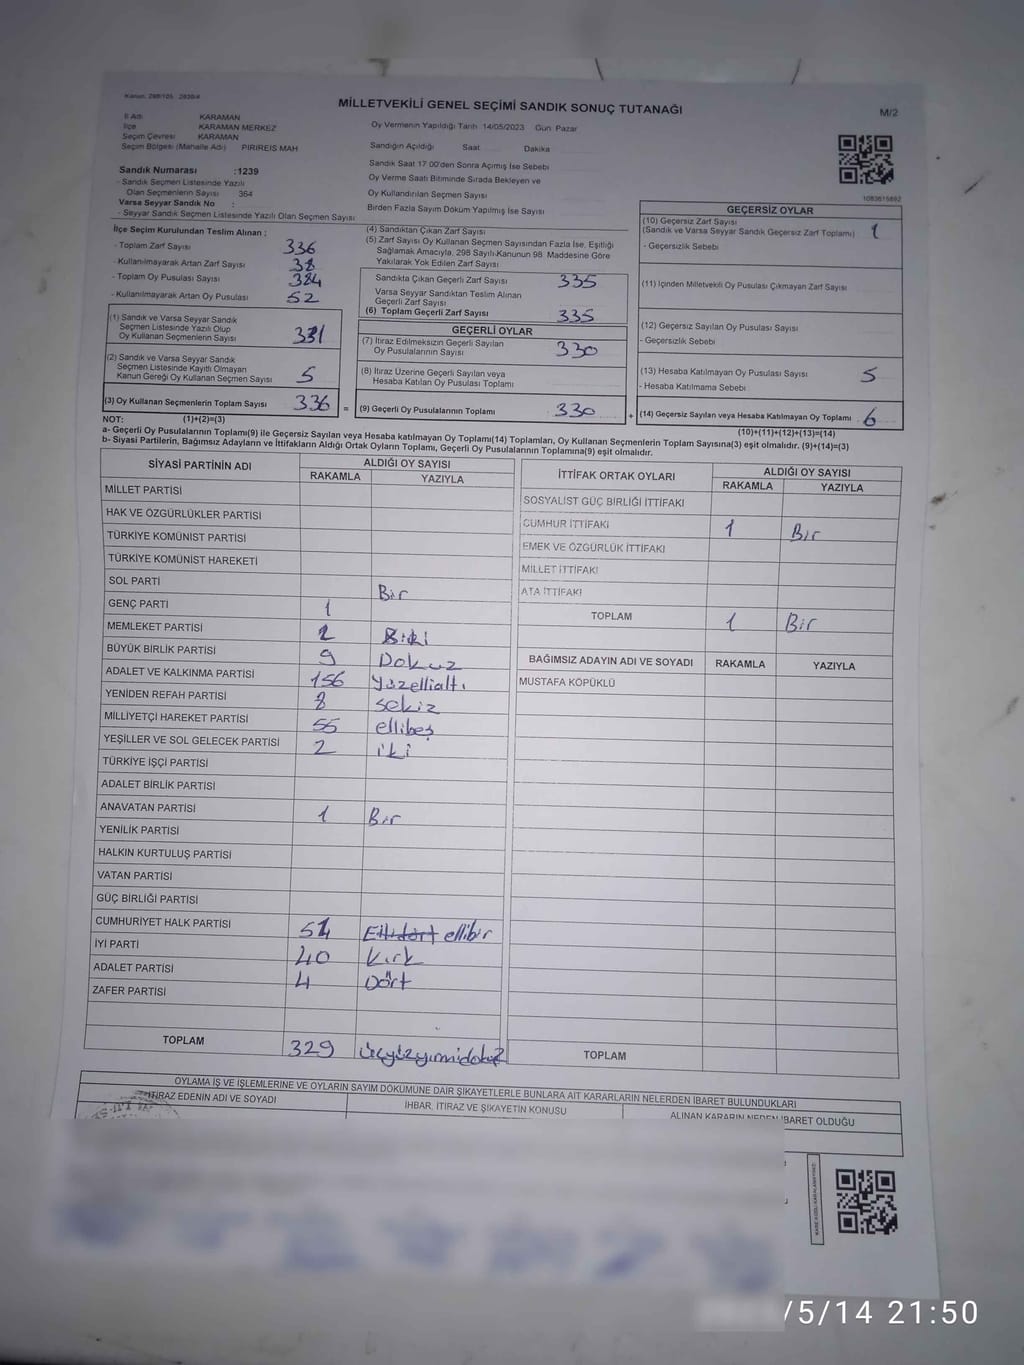 Kanun: 298/105 2839/4
MİLLETVEKİLİ GENEL SEÇİMİ SANDIK SONUÇ TUTANAĞI
M/2
İl Adı KARAMAN
İlçe KARAMAN MERKEZ
Seçim Çevresi KARAMAN
Seçim Bölgesi (Mahalle Adı) PIRIREIS MAH
Oy Vermenin Yapıldığı Tarih 14/05/2023 Gün Pazar
Sandığın Açıldığı Saat Dakika
Sandık Saat 17.00'den Sonra Açımış İse Sebebi
Oy Verme Saati Bitiminde Sırada Bekleyen ve
Oy Kullandırılan Seçmen Sayısı
Birden Fazla Sayım Döküm Yapılmış İse Sayısı
Sandık Numarası :1239
- Sandık Seçmen Listesinde Yazılı
Olan Seçmenlerin Sayısı : 364
Varsa Seyyar Sandık No :
- Seyyar Sandık Seçmen Listesinde Yazılı Olan Seçmen Sayısı
1083615892
İlçe Seçim Kurulundan Teslim Alınan :
- Toplam Zarf Sayısı 336
- Kullanılmayarak Artan Zarf Sayısı 38
- Toplam Oy Pusulası Sayısı 384
- Kullanılmayarak Artan Oy Pusulası 52
(1) Sandık ve Varsa Seyyar Sandık
Seçmen Listesinde Yazılı Olup
Oy Kullanan Seçmenlerin Sayısı 331
(2) Sandık ve Varsa Seyyar Sandık
Seçmen Listesinde Kayıtlı Olmayan
Kanun Gereği Oy Kullanan Seçmen Sayısı 5
(3) Oy Kullanan Seçmenlerin Toplam Sayısı 336 =
(4) Sandıktan Çıkan Zarf Sayısı
(5) Zarf Sayısı Oy Kullanan Seçmen Sayısından Fazla İse, Eşitliği
Sağlamak Amacıyla, 298 Sayılı Kanunun 98. Maddesine Göre
Yakılarak Yok Edilen Zarf Sayısı
Sandıkta Çıkan Geçerli Zarf Sayısı 335
Varsa Seyyar Sandıktan Teslim Alınan
Geçerli Zarf Sayısı
(6) Toplam Geçerli Zarf Sayısı 335
GEÇERLİ OYLAR
(7) İtiraz Edilmeksizin Geçerli Sayılan
Oy Pusulalarının Sayısı 330
(8) İtiraz Üzerine Geçerli Sayılan veya
Hesaba Katılan Oy Pusulası Toplamı
(9) Geçerli Oy Pusulalarının Toplamı 330 +
GEÇERSİZ OYLAR
(10) Geçersiz Zarf Sayısı
(Sandık ve Varsa Seyyar Sandık Geçersiz Zarf Toplamı) 1
- Geçersizlik Sebebi
(11) İçinden Milletvekili Oy Pusulası Çıkmayan Zarf Sayısı
(12) Geçersiz Sayılan Oy Pusulası Sayısı
- Geçersizlik Sebebi
(13) Hesaba Katılmayan Oy Pusulası Sayısı 5
- Hesaba Katılmama Sebebi
(14) Geçersiz Sayılan veya Hesaba Katılmayan Oy Toplamı 6
NOT: (1)+(2)=(3)
(10)+(11)+(12)+(13)=(14)
a- Geçerli Oy Pusulalarının Toplamı(9) ile Geçersiz Sayılan veya Hesaba katılmayan Oy Toplamı(14) Toplamları, Oy Kullanan Seçmenlerin Toplam Sayısına(3) eşit olmalıdır. (9)+(14)=(3)
b- Siyasi Partilerin, Bağımsız Adayların ve İttifakların Aldığı Ortak Oyların Toplamı, Geçerli Oy Pusulalarının Toplamına(9) eşit olmalıdır.
SİYASİ PARTİNİN ADI ALDIĞI OY SAYISI
RAKAMLA YAZIYLA
MİLLET PARTİSİ
HAK VE ÖZGÜRLÜKLER PARTİSİ
TÜRKİYE KOMÜNİST PARTİSİ
TÜRKİYE KOMÜNİST HAREKETİ
SOL PARTİ
GENÇ PARTİ 1 Bir
MEMLEKET PARTİSİ 2 iki
BÜYÜK BİRLİK PARTİSİ 9 Dokuz
ADALET VE KALKINMA PARTİSİ 156 Yüzellialtı
YENİDEN REFAH PARTİSİ 8 sekiz
MİLLİYETÇİ HAREKET PARTİSİ 55 ellibeş
YEŞİLLER VE SOL GELECEK PARTİSİ 2 iki
TÜRKİYE İŞÇİ PARTİSİ
ADALET BİRLİK PARTİSİ
ANAVATAN PARTİSİ 1 Bir
YENİLİK PARTİSİ
HALKIN KURTULUŞ PARTİSİ
VATAN PARTİSİ
GÜÇ BİRLİĞİ PARTİSİ
CUMHURİYET HALK PARTİSİ 51 Ellidört ellibir
İYİ PARTİ 40 kırk
ADALET PARTİSİ 4 Dört
ZAFER PARTİSİ
TOPLAM 329 üçyüzyirmidokuz
İTTİFAK ORTAK OYLARI ALDIĞI OY SAYISI
RAKAMLA YAZIYLA
SOSYALİST GÜÇ BİRLİĞİ İTTİFAKI
CUMHUR İTTİFAKI 1 Bir
EMEK VE ÖZGÜRLÜK İTTİFAKI
MİLLET İTTİFAKI
ATA İTTİFAKI
TOPLAM 1 Bir
BAĞIMSIZ ADAYIN ADI VE SOYADI RAKAMLA YAZIYLA
MUSTAFA KÖPÜKLÜ
TOPLAM
OYLAMA İŞ VE İŞLEMLERİNE VE OYLARIN SAYIM DÖKÜMÜNE DAİR ŞİKAYETLERLE BUNLARA AİT KARARLARIN NELERDEN İBARET BULUNDUKLARI
İTİRAZ EDENİN ADI VE SOYADI İHBAR, İTİRAZ VE ŞİKAYETİN KONUSU ALINAN KARARIN NEDEN İBARET OLDUĞU
/5/14 21:50